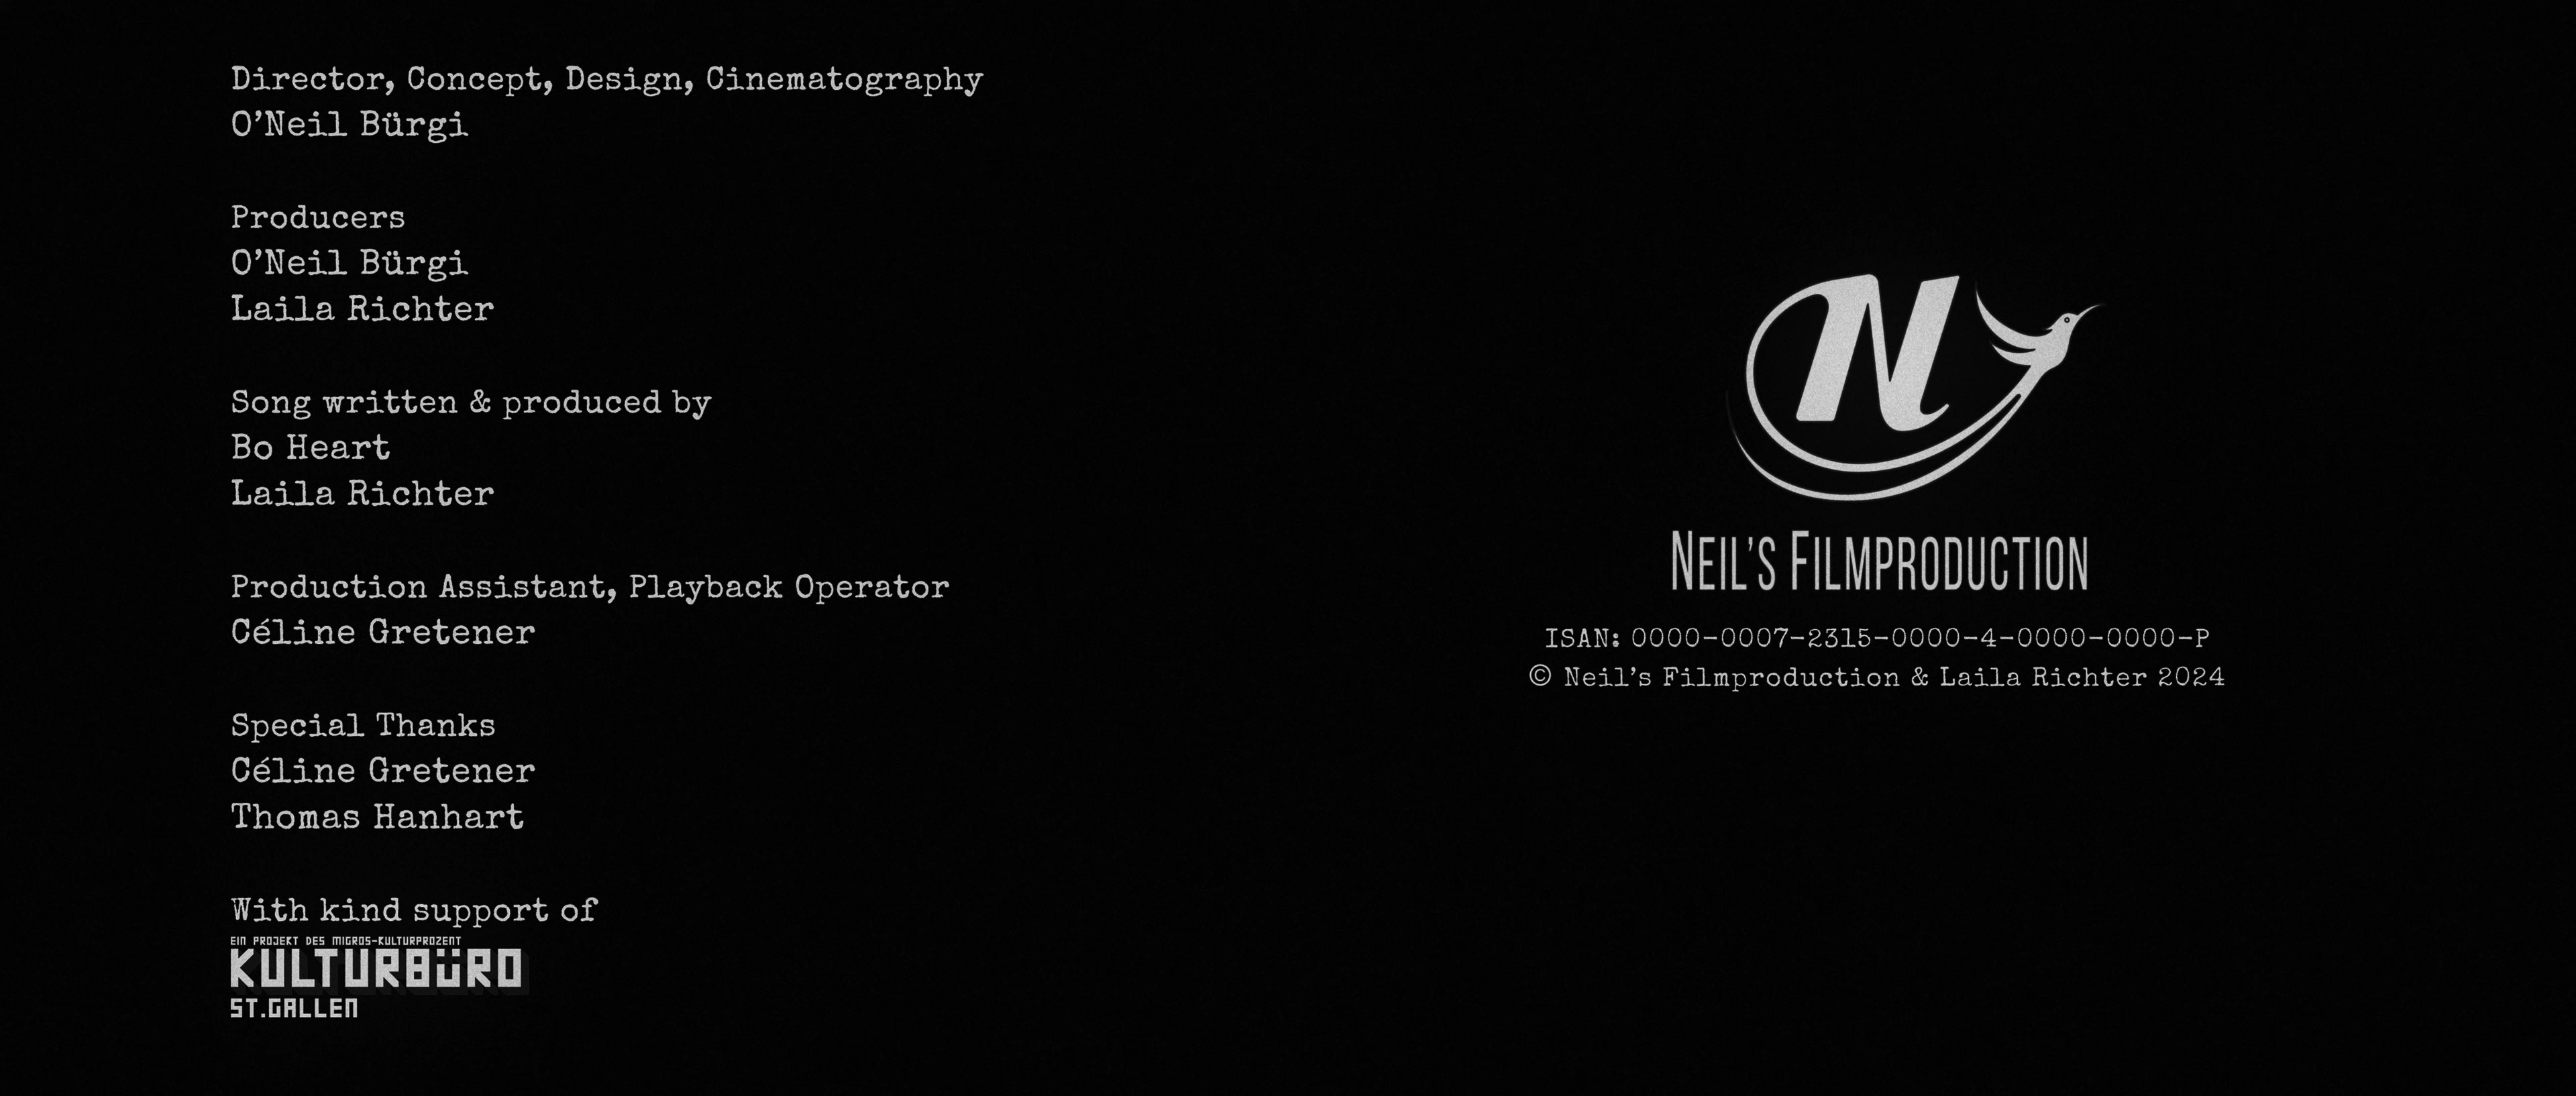 Director, Concept, Design, Cinematography
O’Neil Bürgi
Producers
O’Neil Bürgi
Laila Richter
Song written & produced by
Bo Heart
Laila Richter
Production Assistant, Playback Operator
Céline Gretener
Special Thanks
Céline Gretener
Thomas Hanhart
With kind support of
EIN PROJEKT DES MIGROS-KULTURPROZENT
KULTURBÜRO
ST.GALLEN
N
NEIL’S FILMPRODUCTION
ISAN: 0000-0007-2315-0000-4-0000-0000-P
© Neil’s Filmproduction & Laila Richter 2024